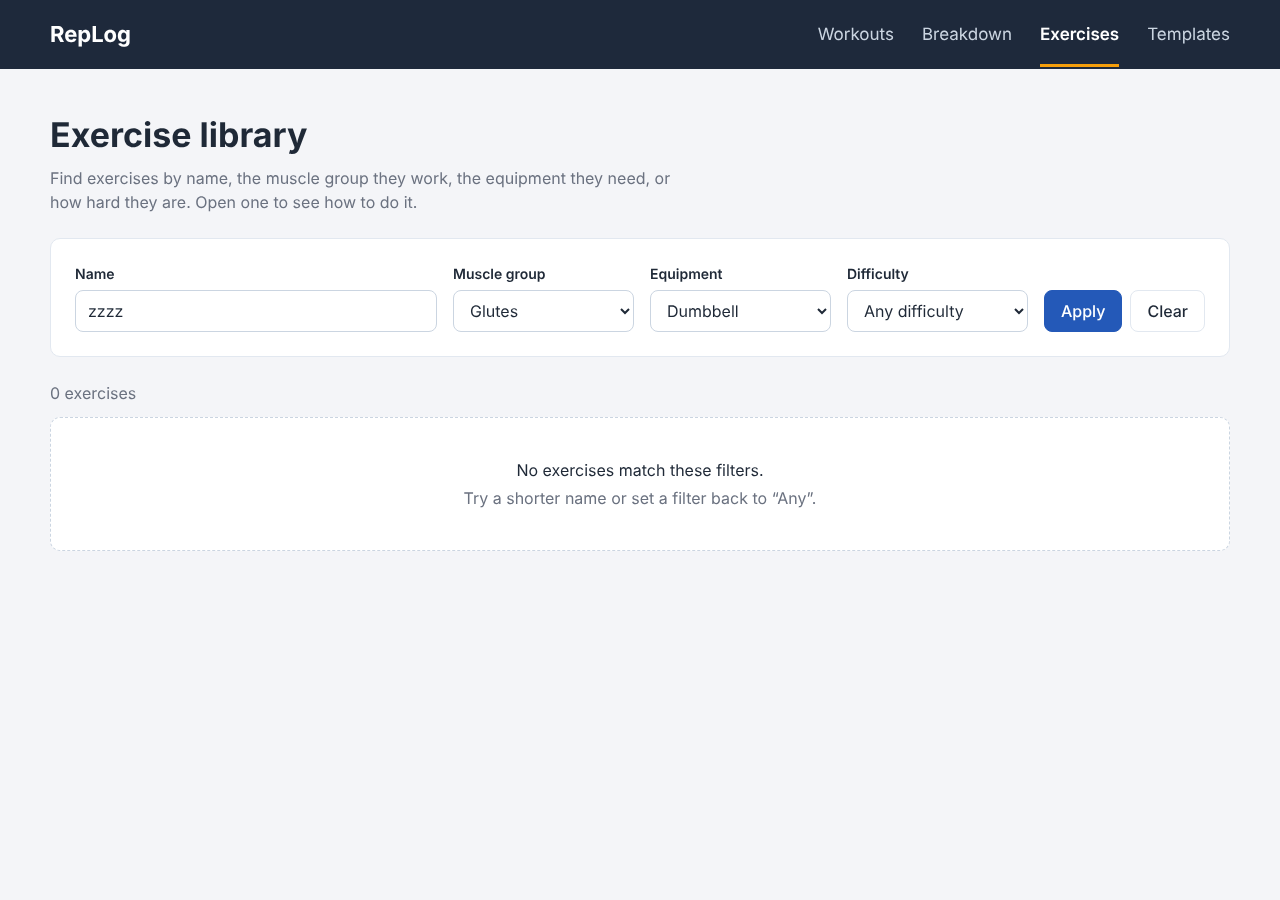 RepLog
Workouts
Breakdown
Exercises
Templates
Exercise library
Find exercises by name, the muscle group they work, the equipment they need, or
how hard they are. Open one to see how to do it.
Name
Muscle group
Equipment
Difficulty
zzzz
Glutes
Dumbbell
Any difficulty
Apply
Clear
0 exercises
No exercises match these filters.
Try a shorter name or set a filter back to “Any”.